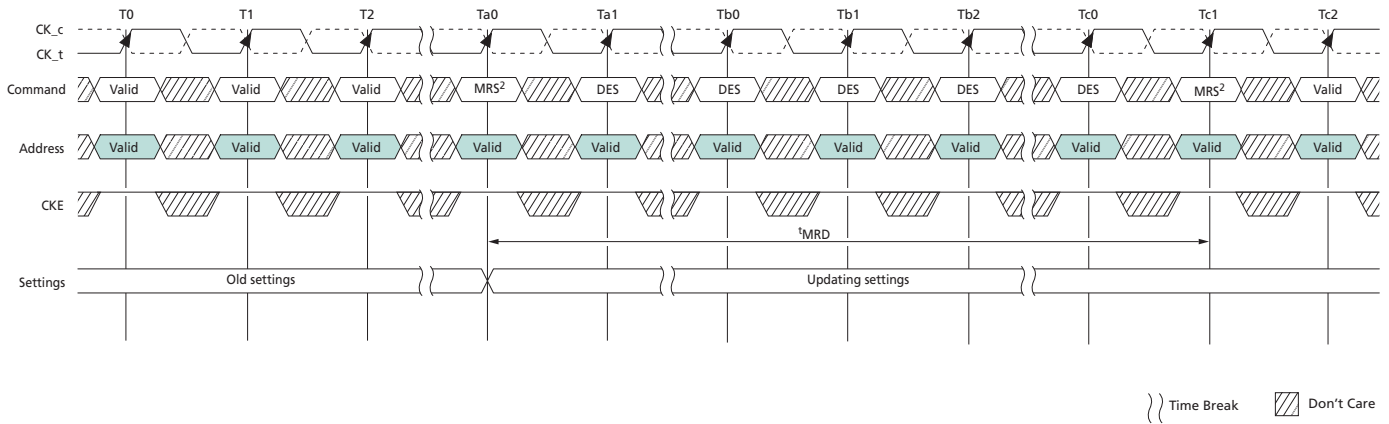 T0 T1 T2 Ta0 Ta1 Tb0 Tb1 Tb2 Tc0 Tc1 Tc2
CK_c
CK_t
Command Valid Valid Valid MRS² DES DES DES DES DES MRS² Valid
Address Valid Valid Valid Valid Valid Valid Valid Valid Valid Valid Valid
CKE
tMRD
Settings Old settings Updating settings
Time Break Don't Care